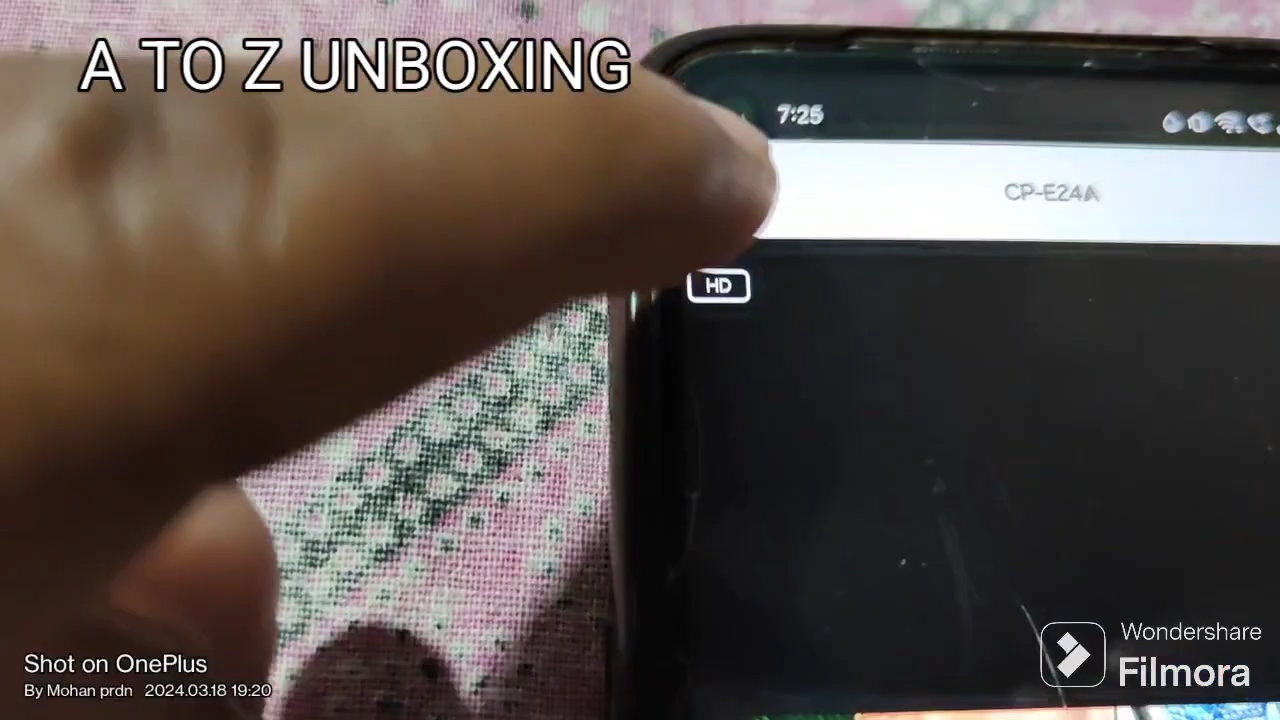 A TO Z UNBOXING
7:25
CP-E24A
HD
Wondershare
Filmora
Shot on OnePlus
By Mohan prdn 2024.03.18 19:20